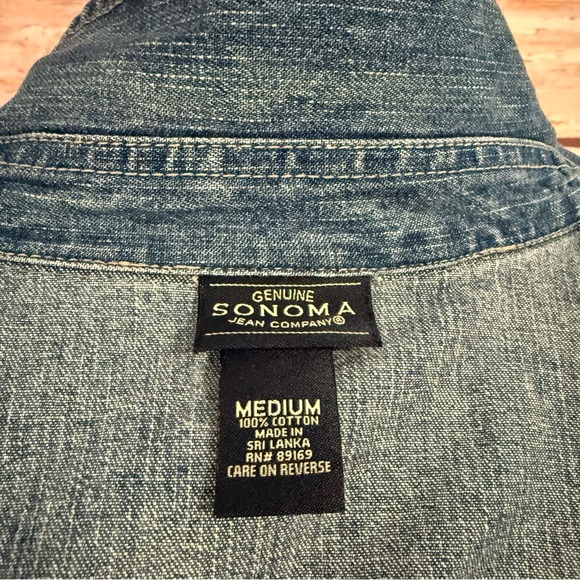 GENUINE
SONOMA
JEAN COMPANY®
MEDIUM
100% COTTON
MADE IN
SRI LANKA
RN# 89169
CARE ON REVERSE